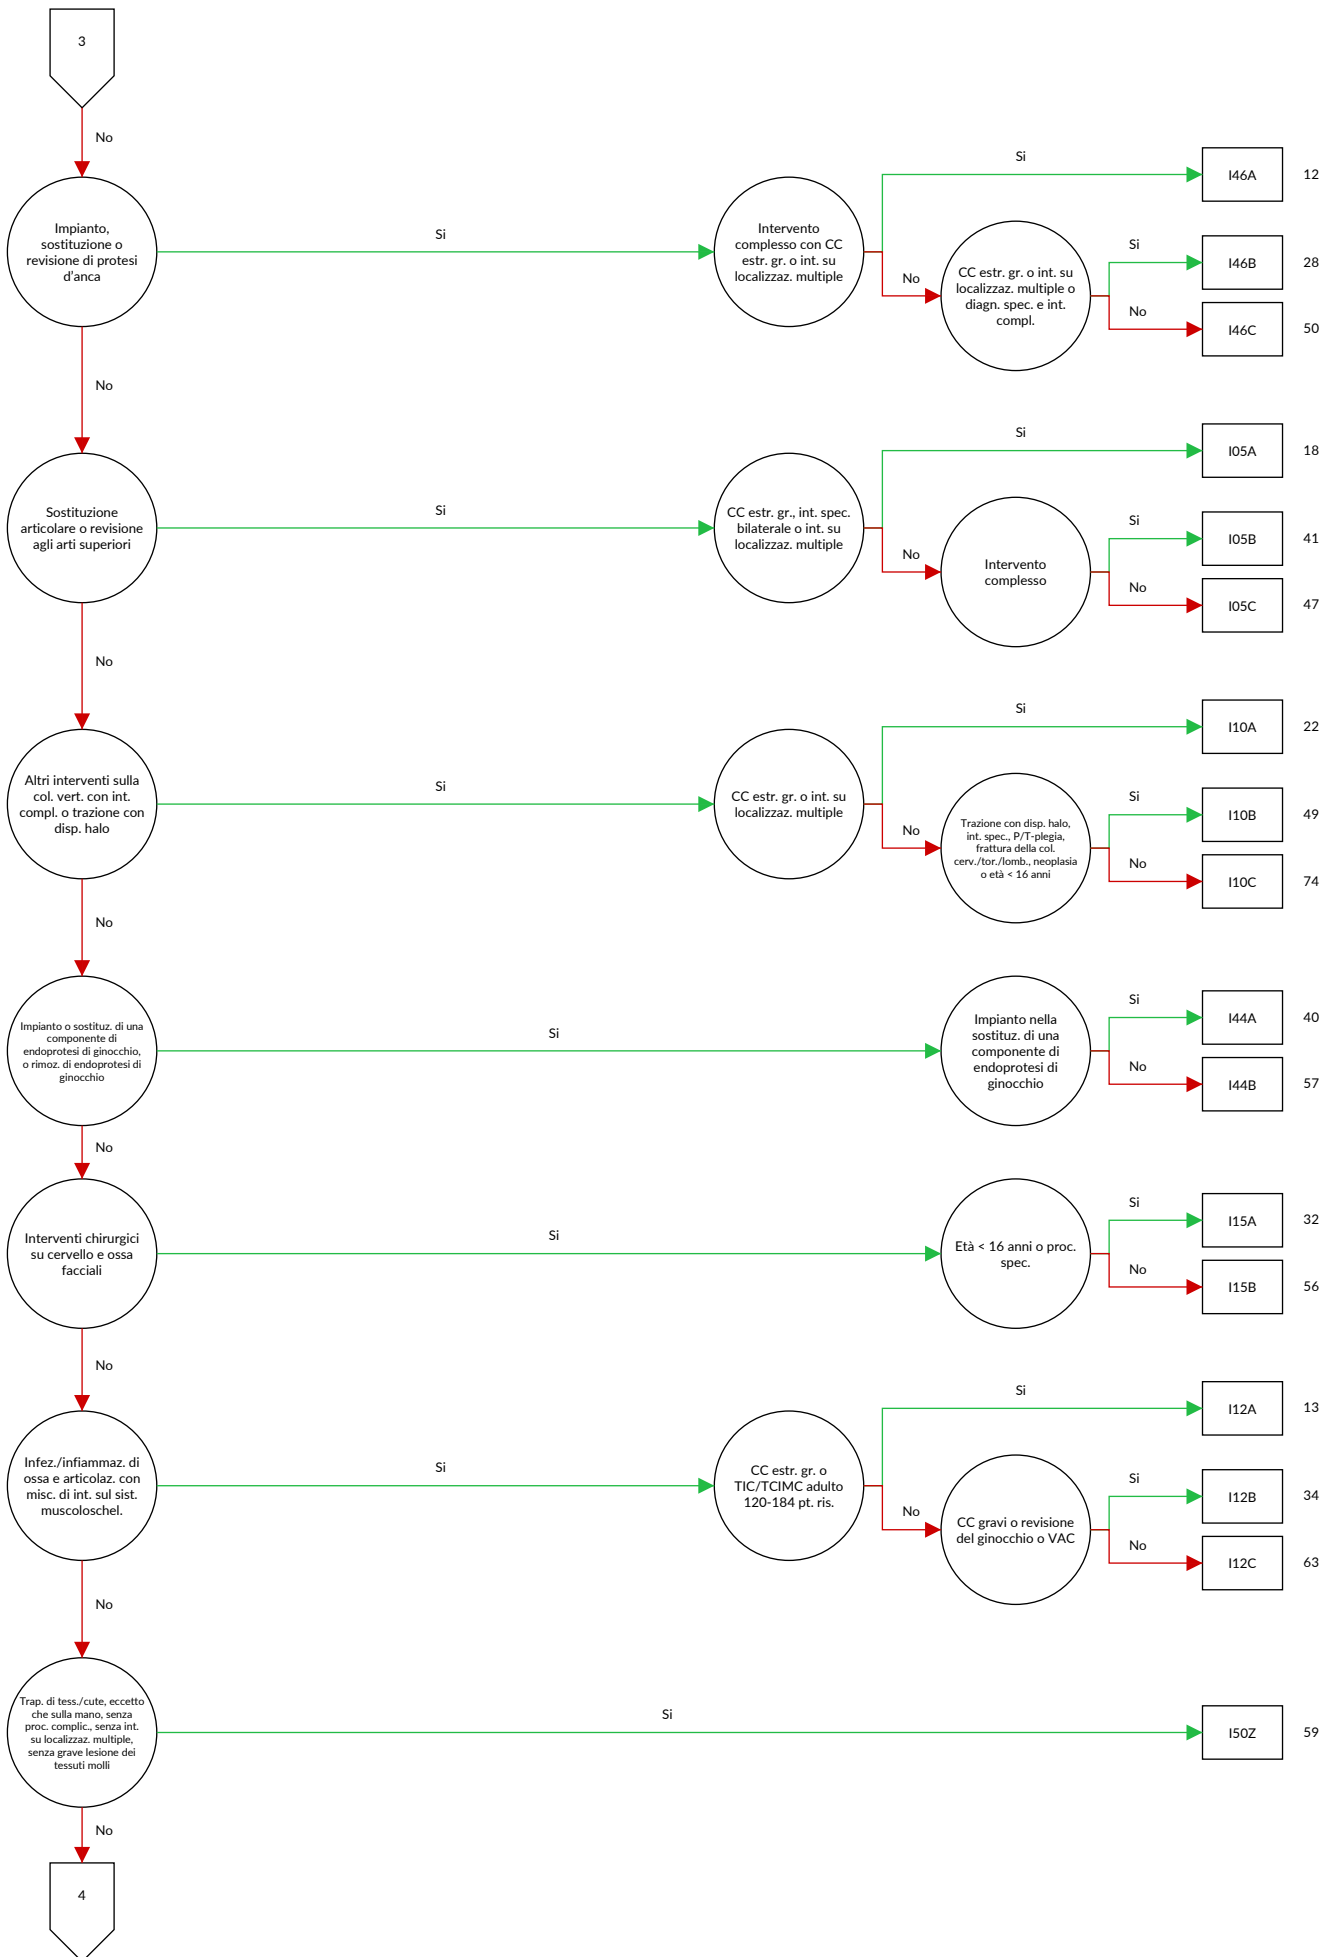 3
No
Impianto,
sostituzione o
revisione di protesi
d'anca
Si
Intervento
complesso con CC
estr. gr. o int. su
localizzaz. multiple
Si
I46A
12
No
CC estr. gr. o int. su
localizzaz. multiple o
diagn. spec. e int.
compl.
Si
I46B
28
No
I46C
50
No
Sostituzione
articolare o revisione
agli arti superiori
Si
CC estr. gr., int. spec.
bilaterale o int. su
localizzaz. multiple
Si
I05A
18
No
Intervento
complesso
Si
I05B
41
No
I05C
47
No
Altri interventi sulla
col. vert. con int.
compl. o trazione con
disp. halo
Si
CC estr. gr. o int. su
localizzaz. multiple
Si
I10A
22
No
Trazione con disp. halo,
int. spec., P/T-plegia,
frattura della col.
cerv./tor./lomb., neoplasia
o età < 16 anni
Si
I10B
49
No
I10C
74
No
Impianto o sostituz. di una
componente di
endoprotesi di ginocchio,
o rimoz. di endoprotesi di
ginocchio
Si
Impianto nella
sostituz. di una
componente di
endoprotesi di
ginocchio
Si
I44A
40
No
I44B
57
No
Interventi chirurgici
su cervello e ossa
facciali
Si
Età < 16 anni o proc.
spec.
Si
I15A
32
No
I15B
56
No
Infez./infiammaz. di
ossa e articolaz. con
misc. di int. sul sist.
muscoloschel.
Si
CC estr. gr. o
TIC/TCIMC adulto
120-184 pt. ris.
Si
I12A
13
No
CC gravi o revisione
del ginocchio o VAC
Si
I12B
34
No
I12C
63
No
Trap. di tess./cute, eccetto
che sulla mano, senza
proc. complic., senza int.
su localizzaz. multiple,
senza grave lesione dei
tessuti molli
Si
I50Z
59
No
4